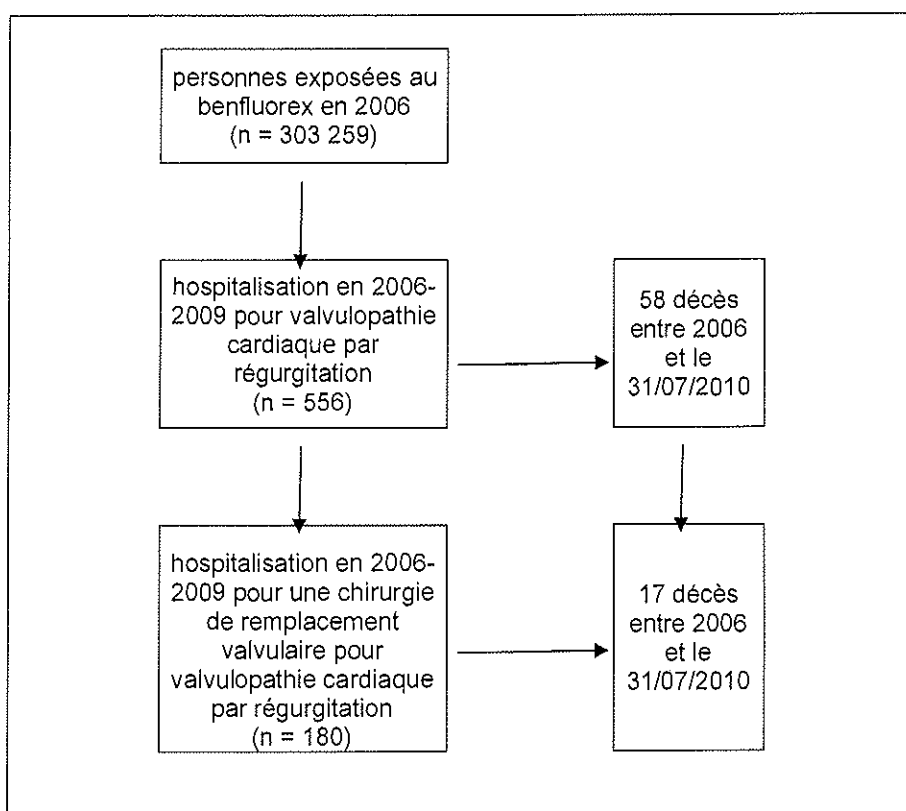 personnes exposées au
benfluorex en 2006
(n = 303 259)
hospitalisation en 2006-
2009 pour valvulopathie
cardiaque par
régurgitation
(n = 556)
58 décès
entre 2006
et le
31/07/2010
hospitalisation en 2006-
2009 pour une chirurgie
de remplacement
valvulaire pour
valvulopathie cardiaque
par régurgitation
(n = 180)
17 décès
entre 2006
et le
31/07/2010